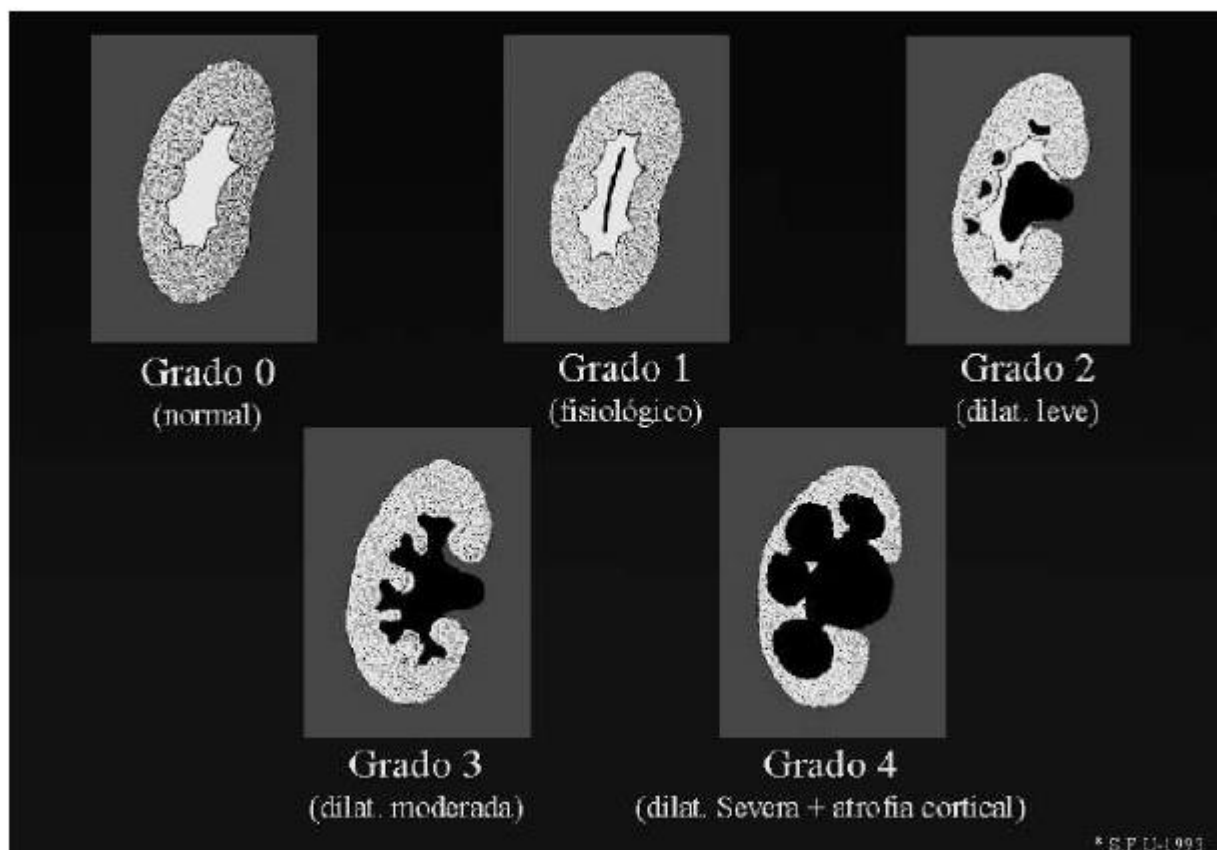 Grado 0
(normal)
Grado 1
(fisiológico)
Grado 2
(dilat. leve)
Grado 3
(dilat. moderada)
Grado 4
(dilat. Severa + atrofia cortical)
* S.F.U-1993